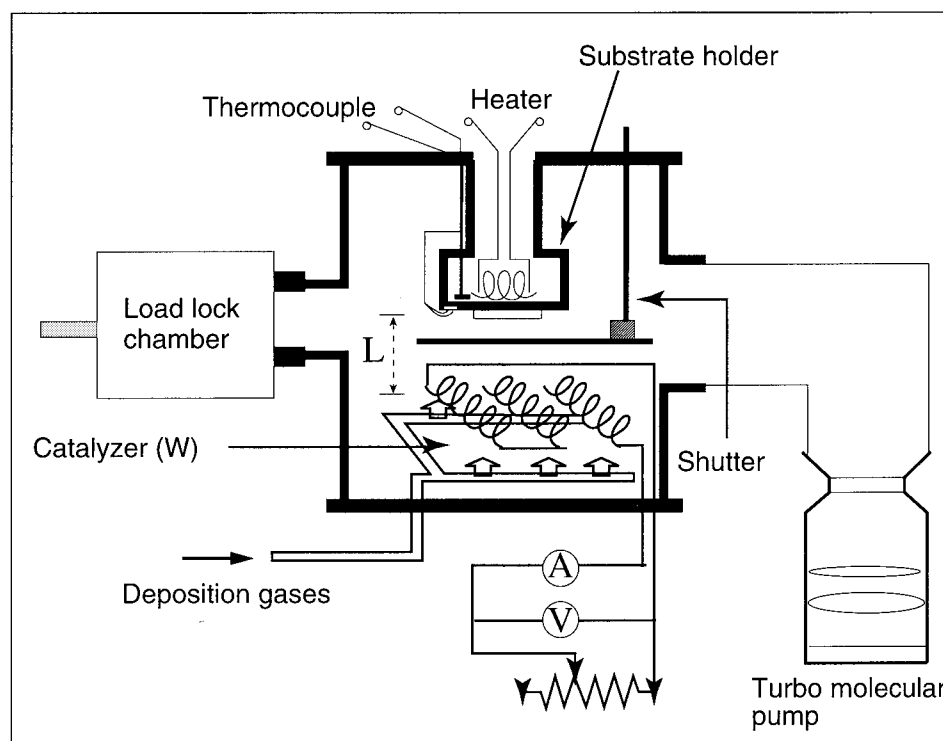 Substrate holder
Thermocouple
Heater
Load lock
chamber
L
Catalyzer (W)
Shutter
Deposition gases
A
V
Turbo molecular
pump